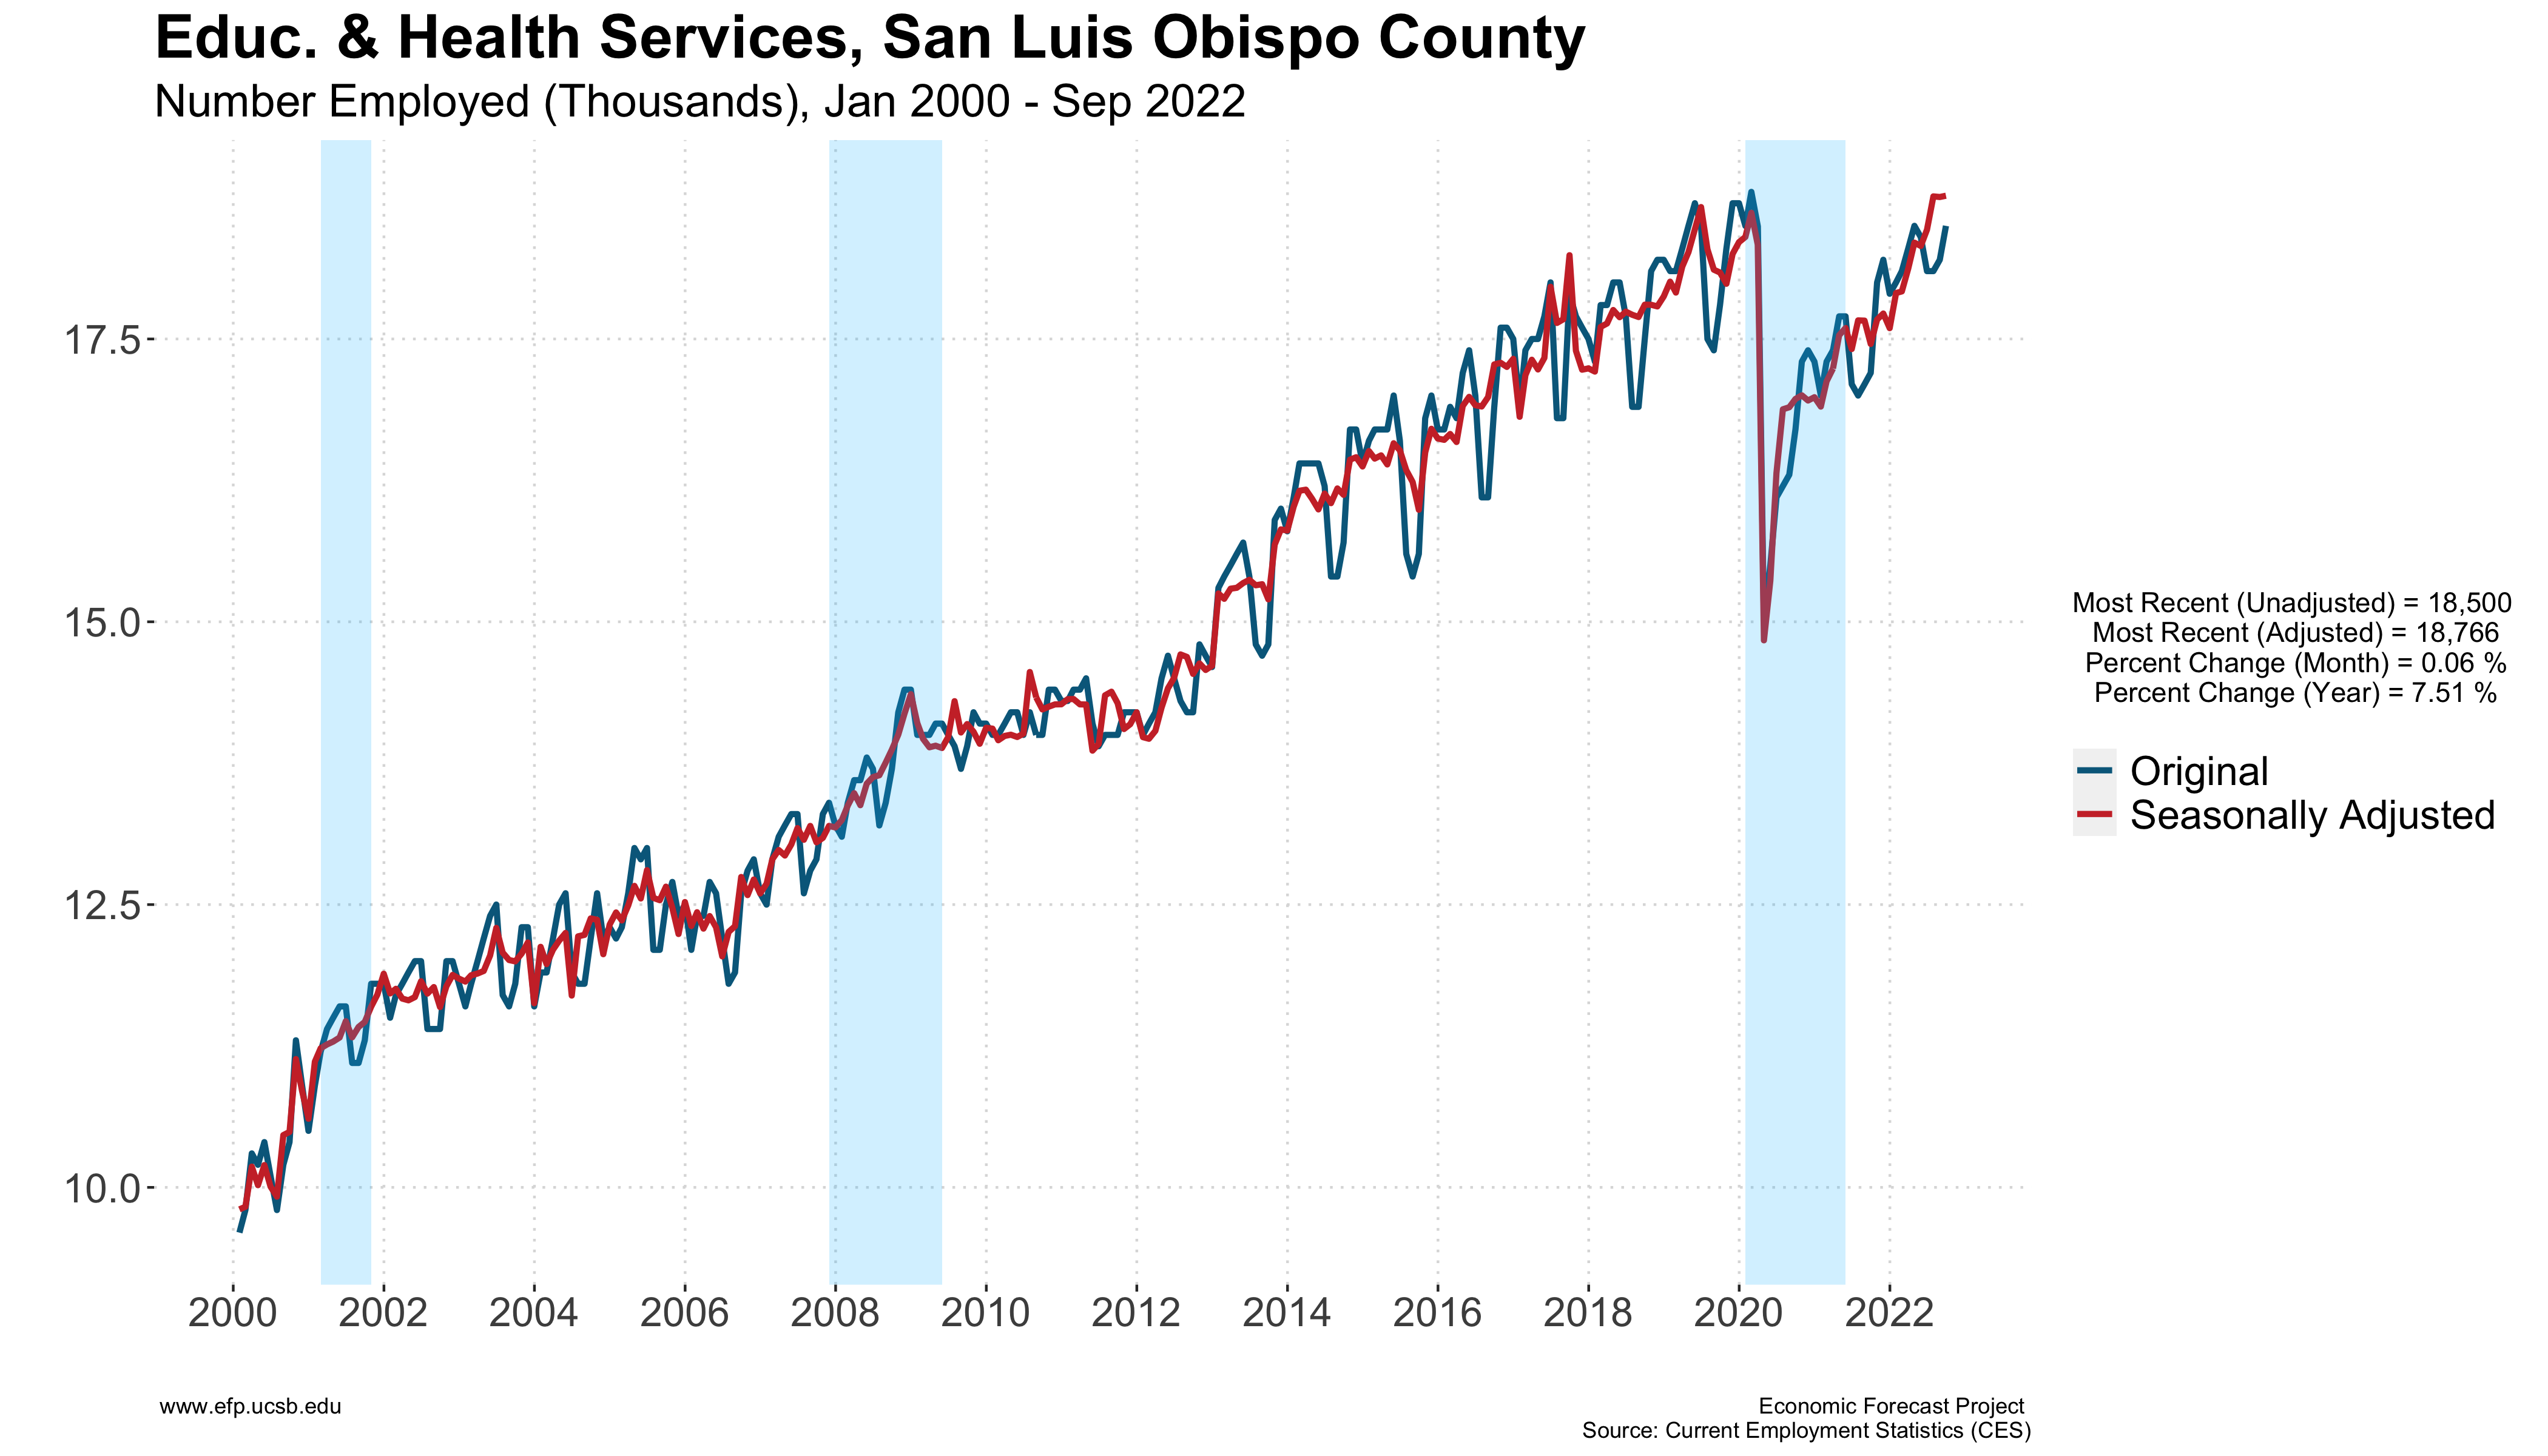 Educ. & Health Services, San Luis Obispo County
Number Employed (Thousands), Jan 2000 - Sep 2022
17.5
15.0
12.5
10.0
2000 2002 2004 2006 2008 2010 2012 2014 2016 2018 2020 2022
Most Recent (Unadjusted) = 18,500
Most Recent (Adjusted) = 18,766
Percent Change (Month) = 0.06 %
Percent Change (Year) = 7.51 %
Original
Seasonally Adjusted
www.efp.ucsb.edu
Economic Forecast Project
Source: Current Employment Statistics (CES)